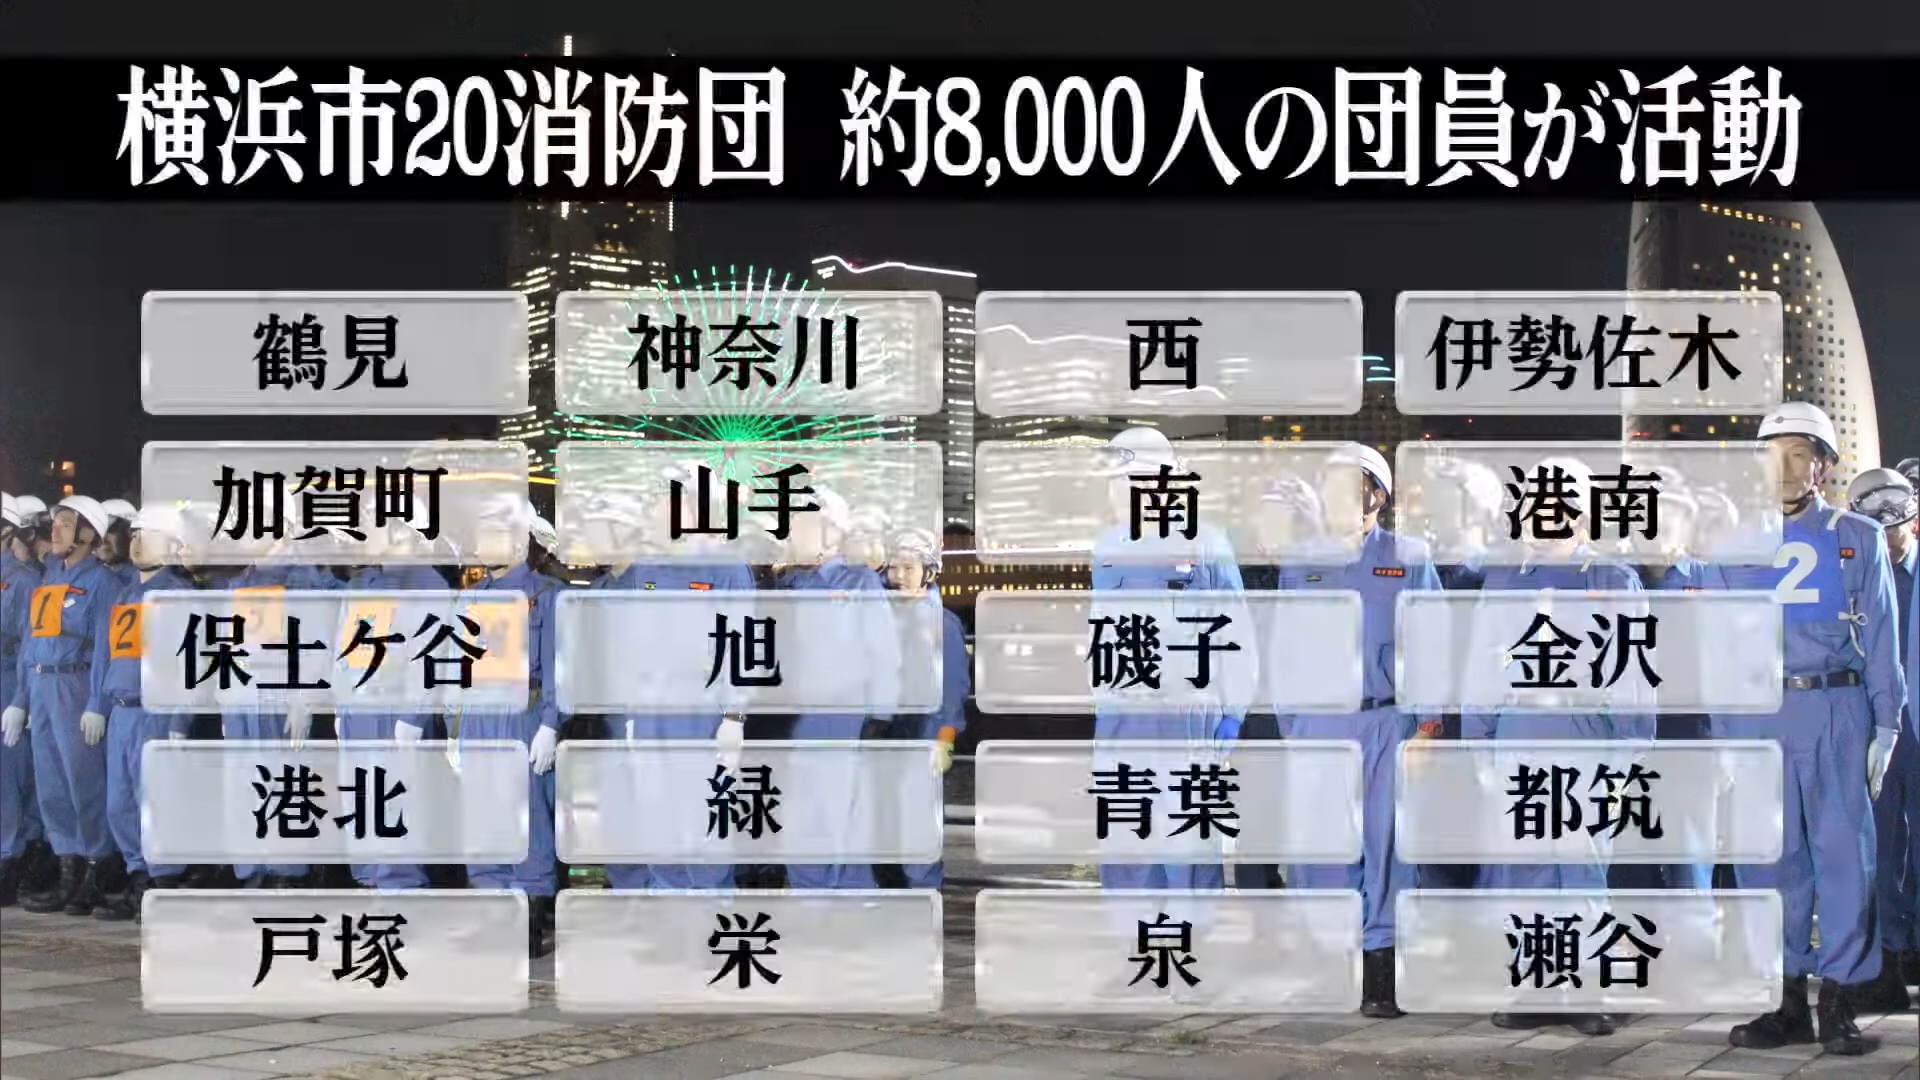 横浜市20消防団 約8,000人の団員が活動
鶴見 神奈川 西 伊勢佐木
加賀町 山手 南 港南
保土ケ谷 旭 磯子 金沢
港北 緑 青葉 都筑
戸塚 栄 泉 瀬谷
1
2
2